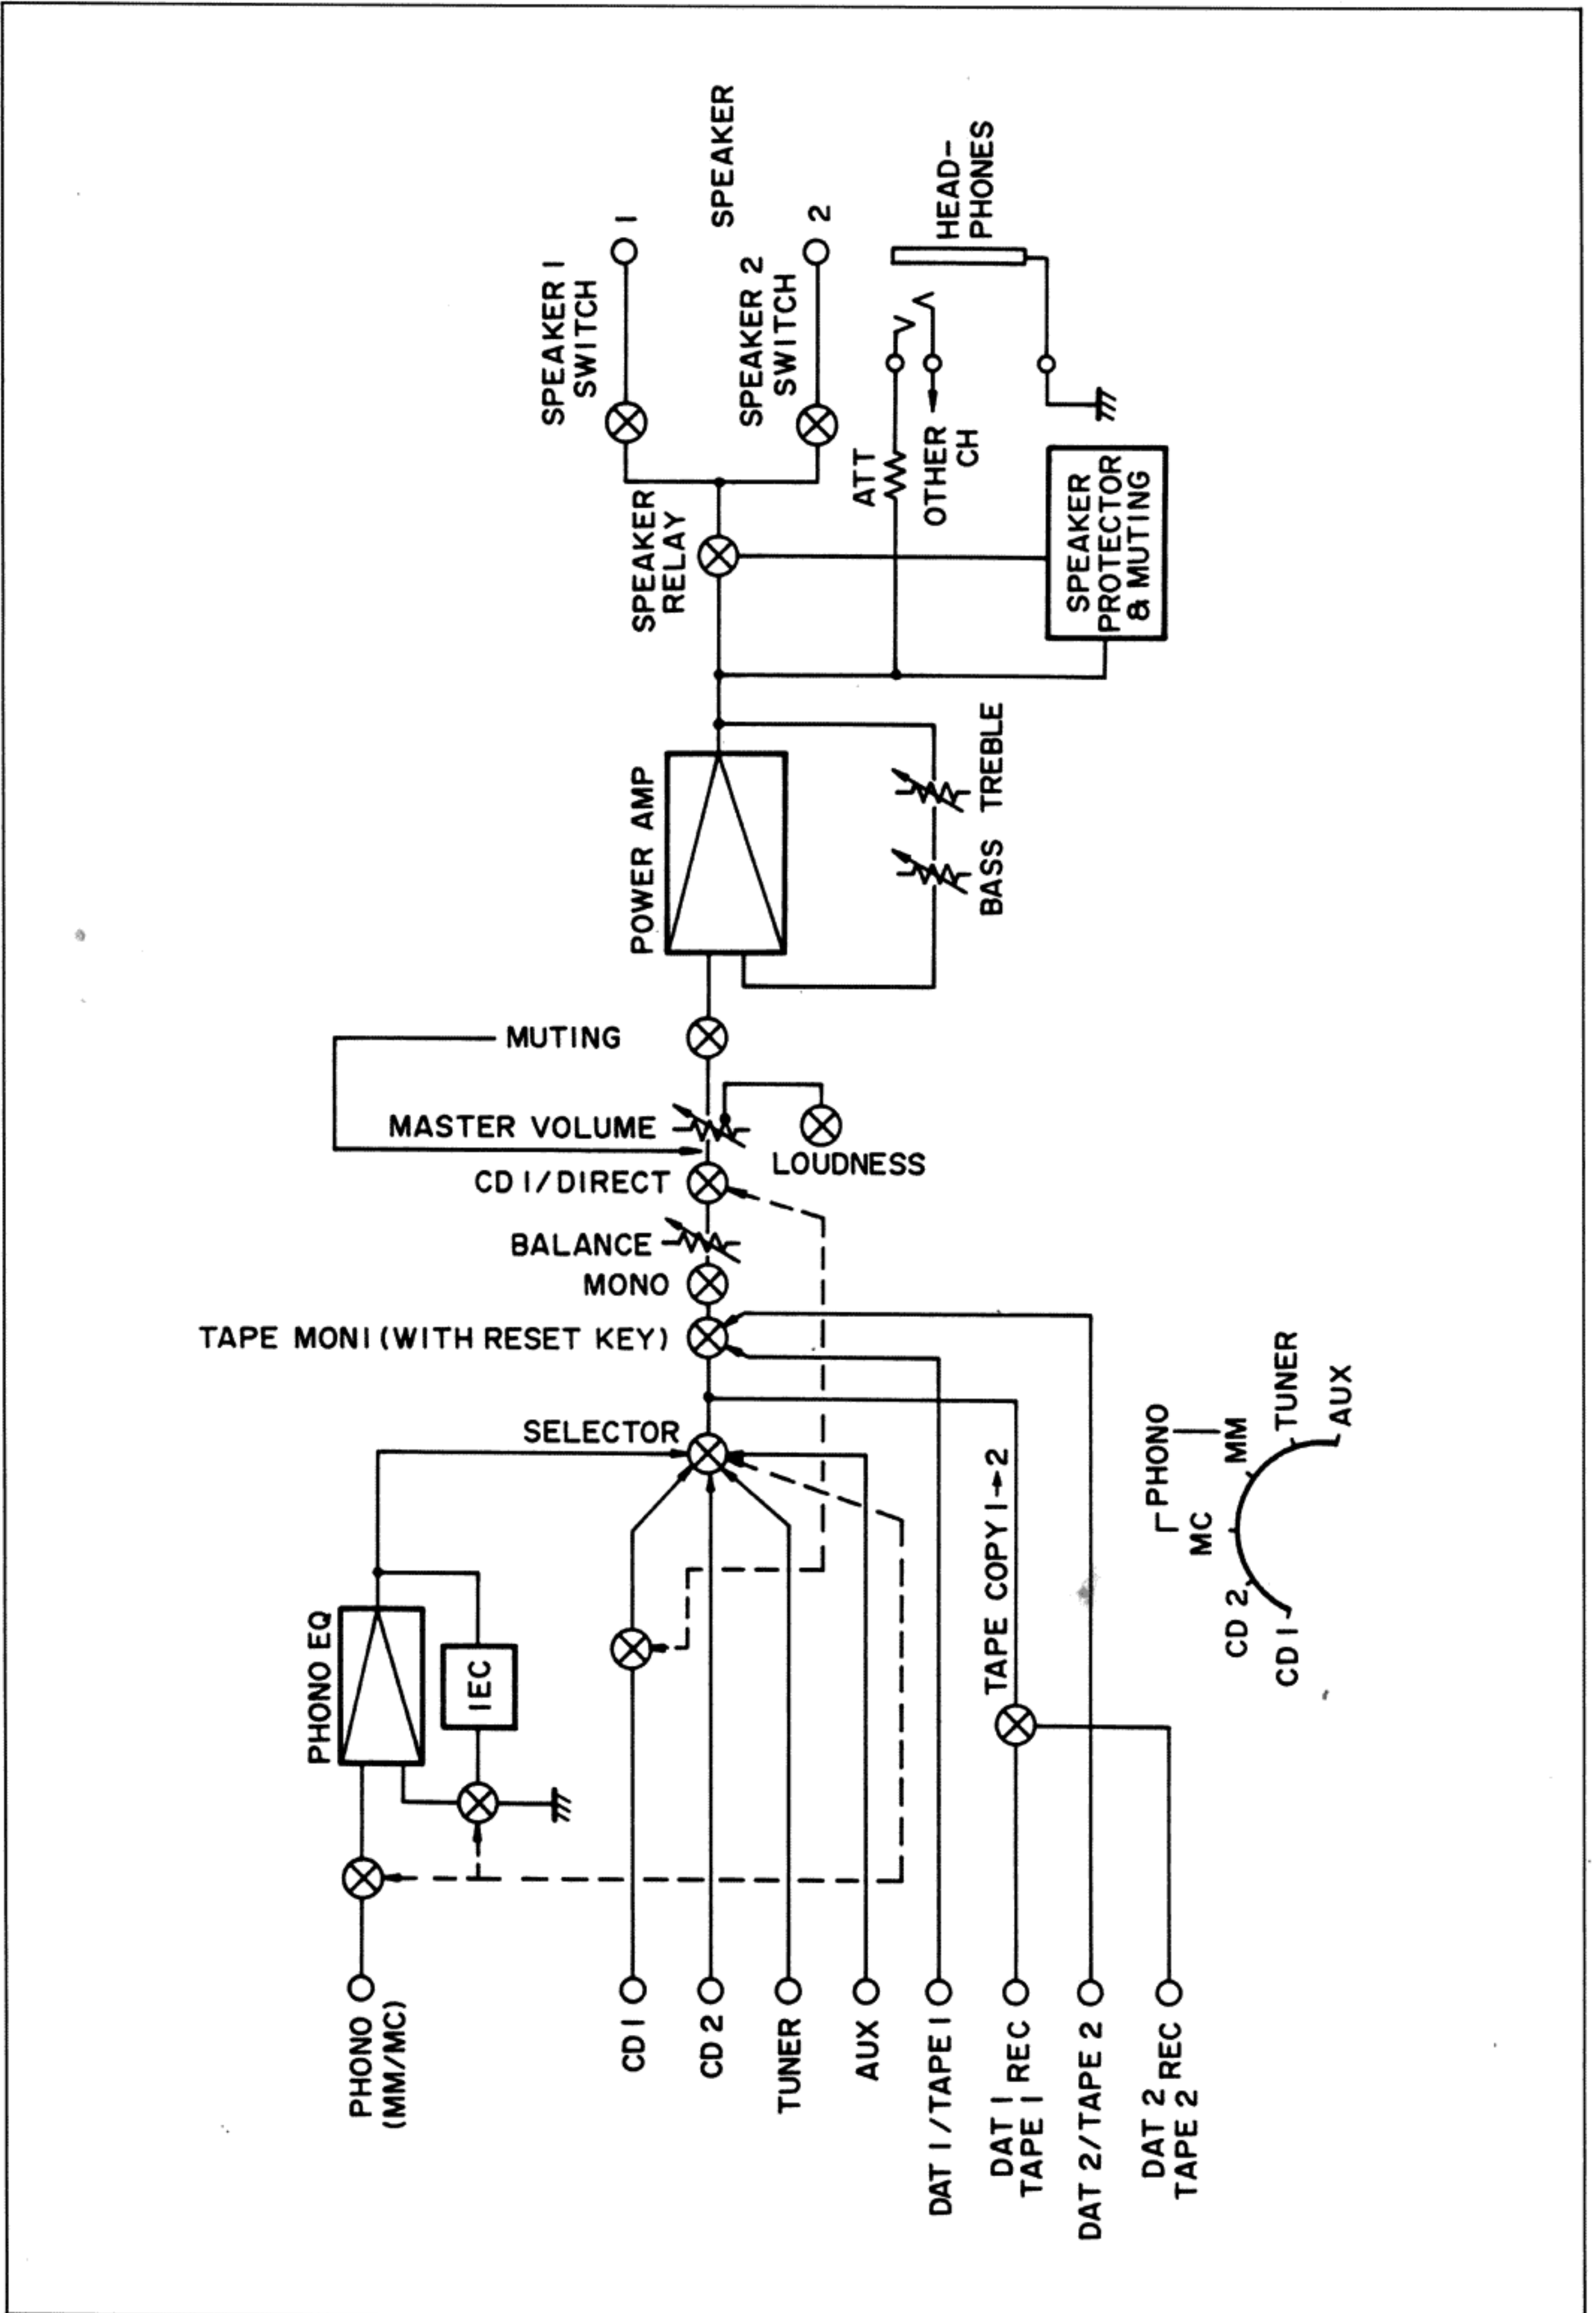 SPEAKER 1
SWITCH
1
SPEAKER
SPEAKER 2
SWITCH
2
HEAD-
PHONES
ATT
OTHER
CH
SPEAKER
RELAY
SPEAKER
PROTECTOR
& MUTING
POWER AMP
BASS TREBLE
MUTING
MASTER VOLUME
LOUDNESS
CD 1/DIRECT
BALANCE
MONO
TAPE MONI (WITH RESET KEY)
SELECTOR
PHONO EQ
IEC
TAPE COPY 1→2
PHONO
MC
MM
TUNER
AUX
CD 2
CD 1
PHONO
(MM/MC)
CD 1
CD 2
TUNER
AUX
DAT 1/TAPE 1
DAT 1
TAPE 1 REC
DAT 2/TAPE 2
DAT 2
TAPE 2 REC